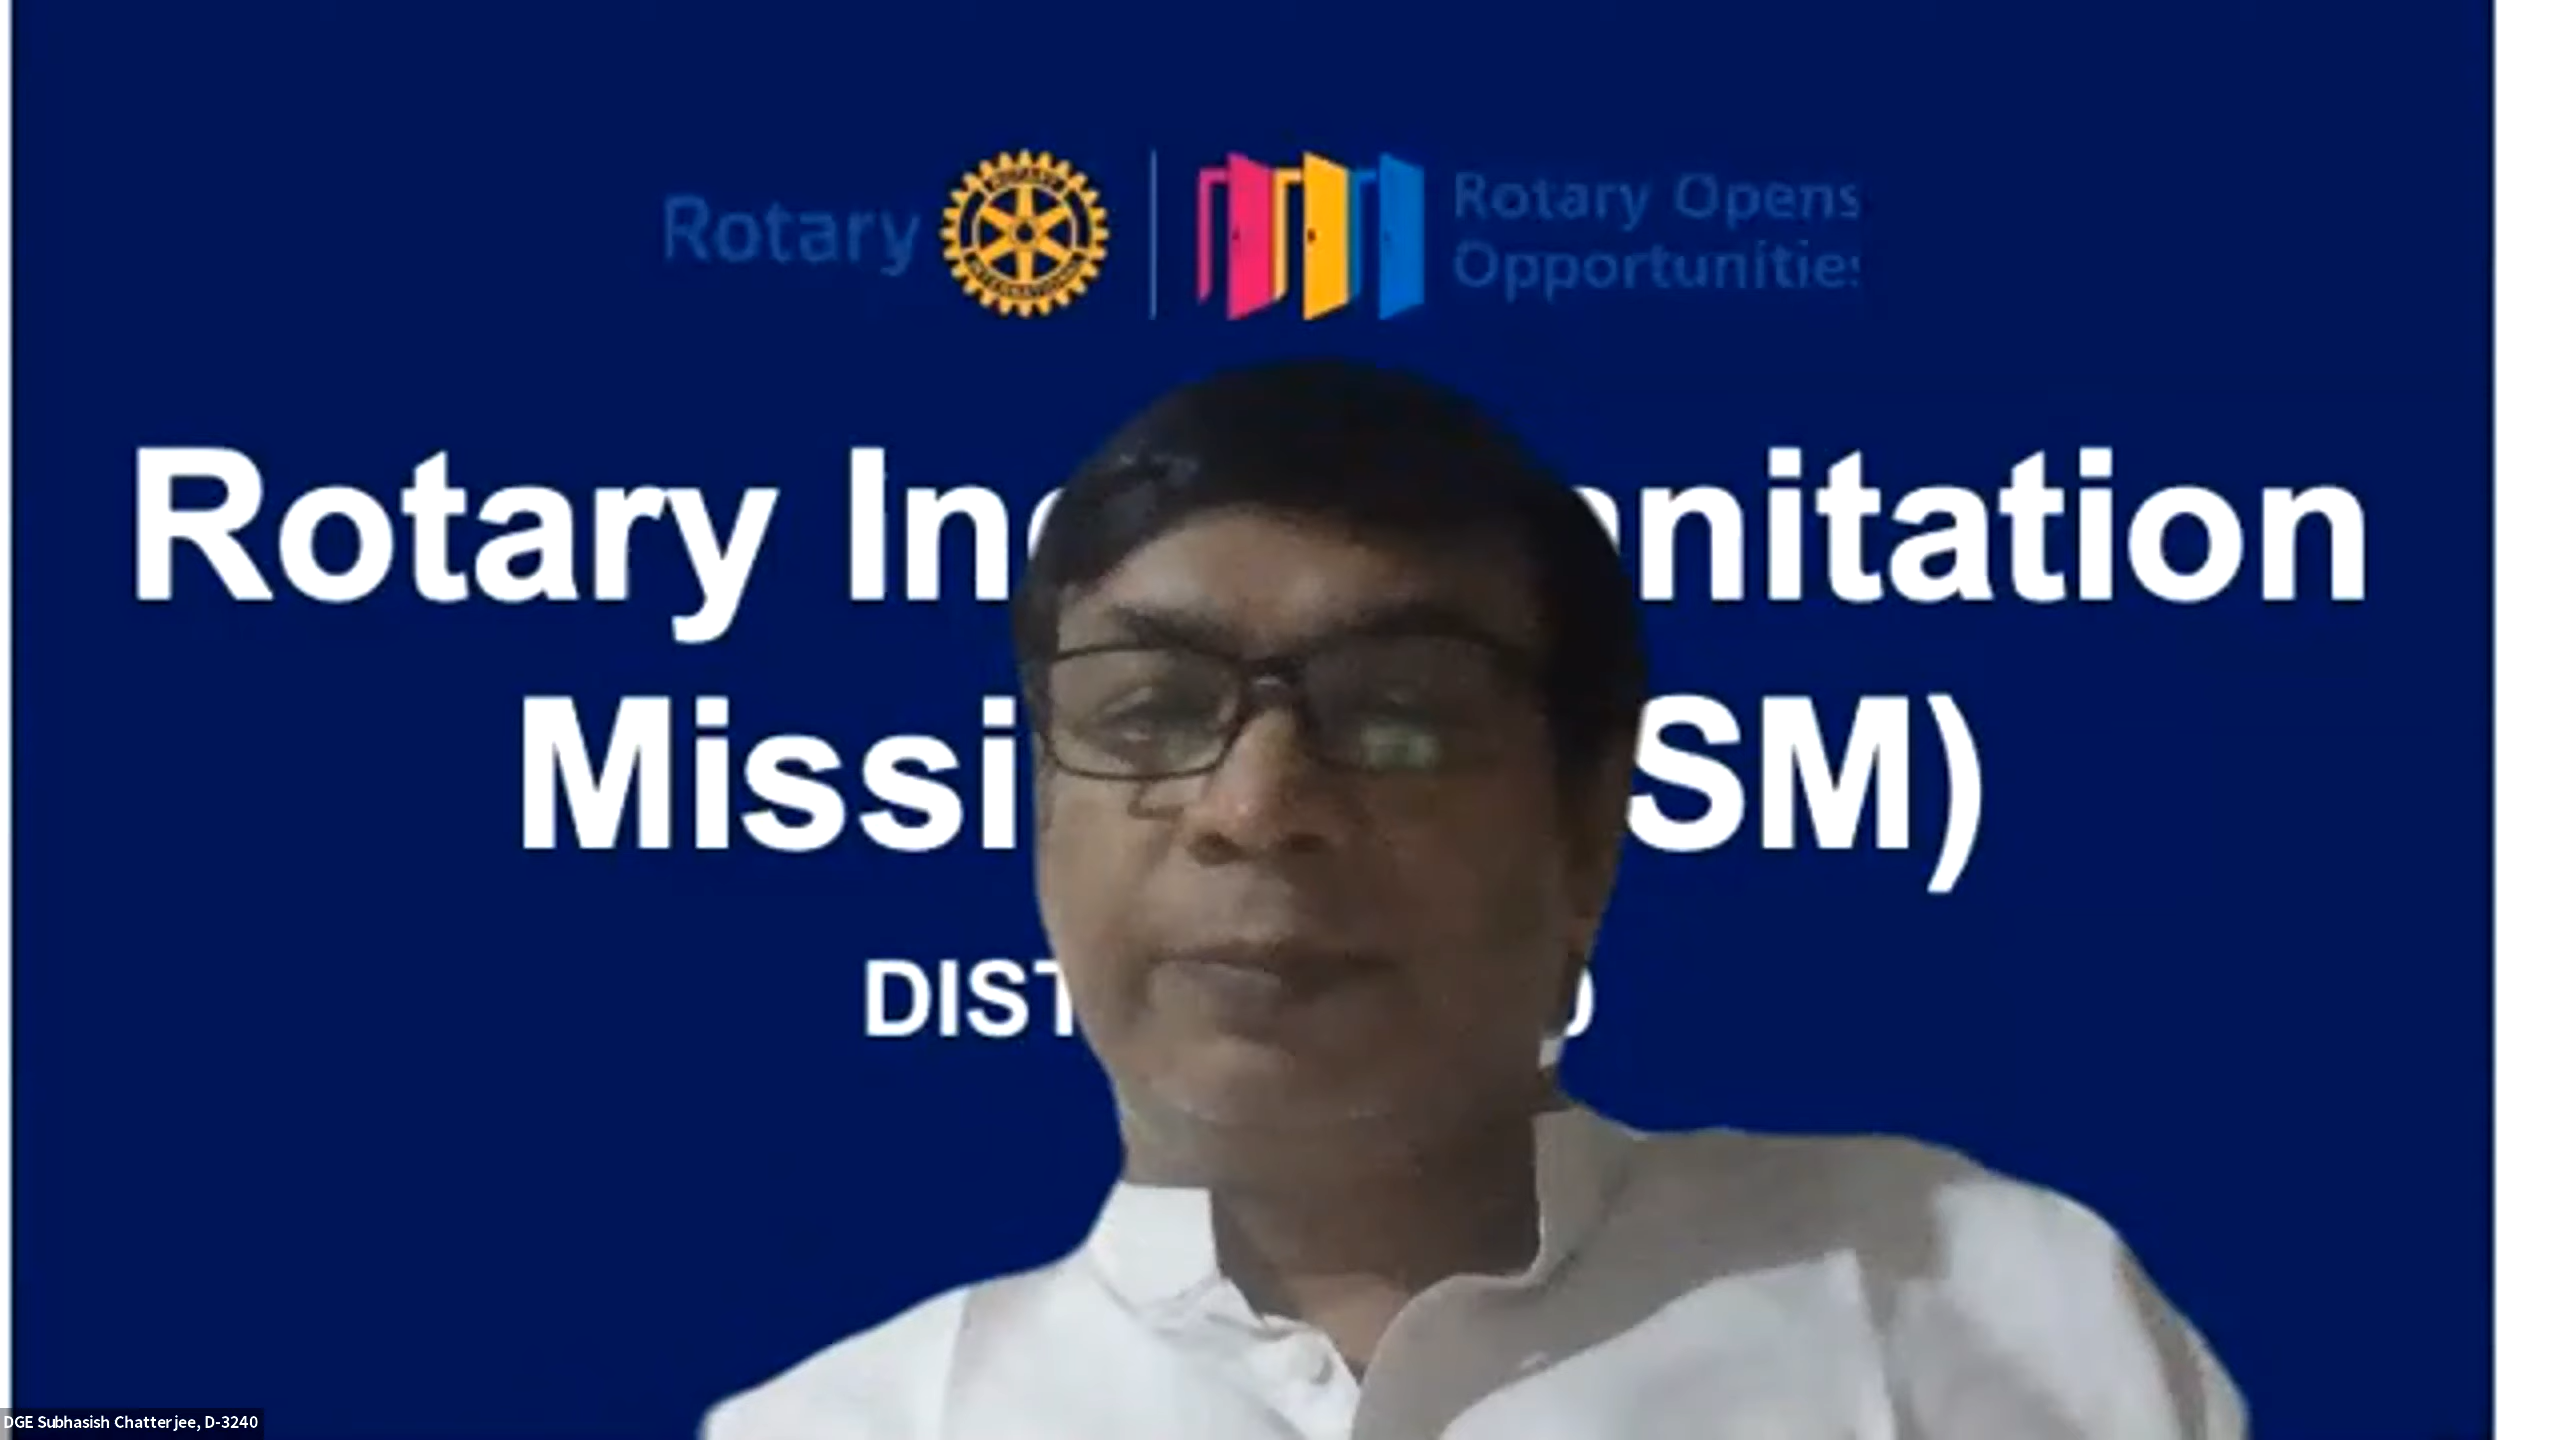 Rotary
Rotary Opens
Opportunities
Rotary In anitation
Missi SM)
DIST
DGE Subhasish Chatterjee, D-3240